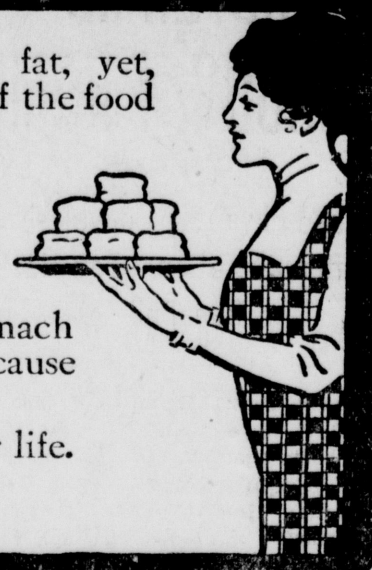 fat, yet,
f the food
nach
cause
life.